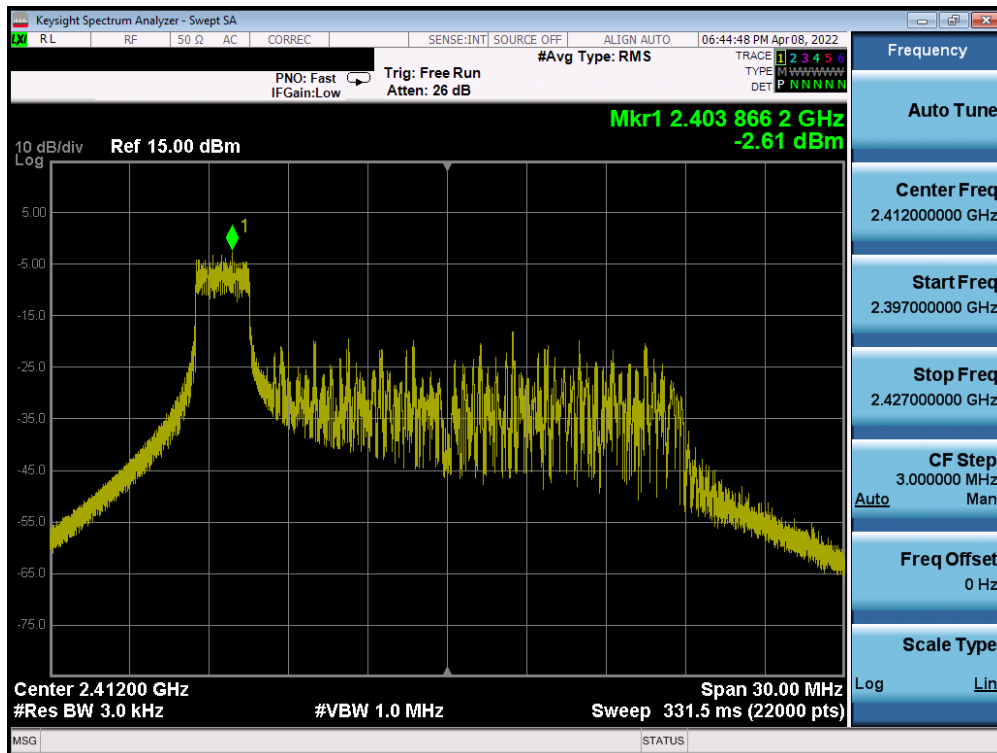 Keysight Spectrum Analyzer - Swept SA
LXI RL RF 50 Ω AC CORREC SENSE:INT SOURCE OFF ALIGN AUTO 06:44:48 PM Apr 08, 2022
Frequency
PNO: Fast
IFGain:Low
Trig: Free Run
Atten: 26 dB
#Avg Type: RMS
TRACE 1 2 3 4 5 6
TYPE M WWWWW
DET P N N N N N
Auto Tune
Mkr1 2.403 866 2 GHz
-2.61 dBm
10 dB/div Ref 15.00 dBm
Log
5.00
-5.00
-15.0
-25.0
-35.0
-45.0
-55.0
-65.0
-75.0
1
Center Freq
2.412000000 GHz
Start Freq
2.397000000 GHz
Stop Freq
2.427000000 GHz
CF Step
3.000000 MHz
Auto Man
Freq Offset
0 Hz
Scale Type
Log Lin
Center 2.41200 GHz Span 30.00 MHz
#Res BW 3.0 kHz #VBW 1.0 MHz Sweep 331.5 ms (22000 pts)
MSG STATUS